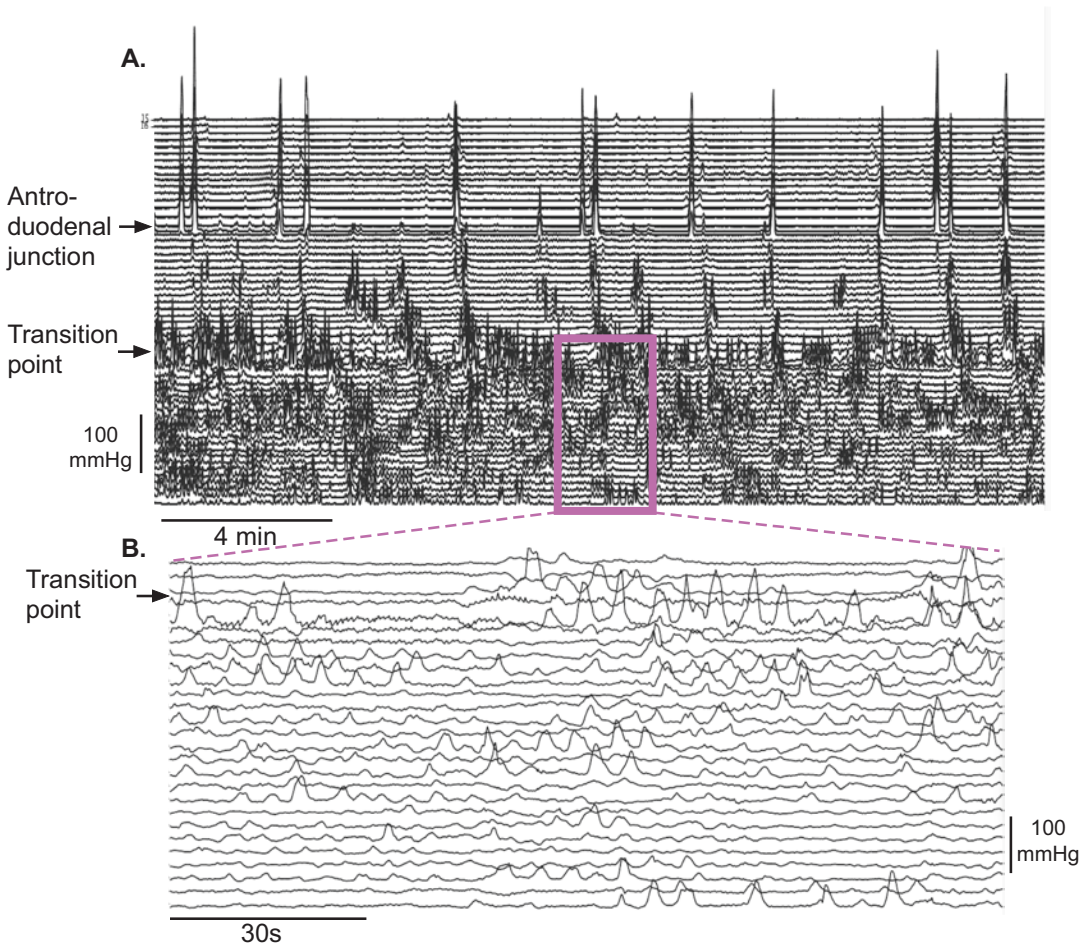 A.
Antro-
duodenal
junction
Transition
point
100
mmHg
4 min
B.
Transition
point
100
mmHg
30s